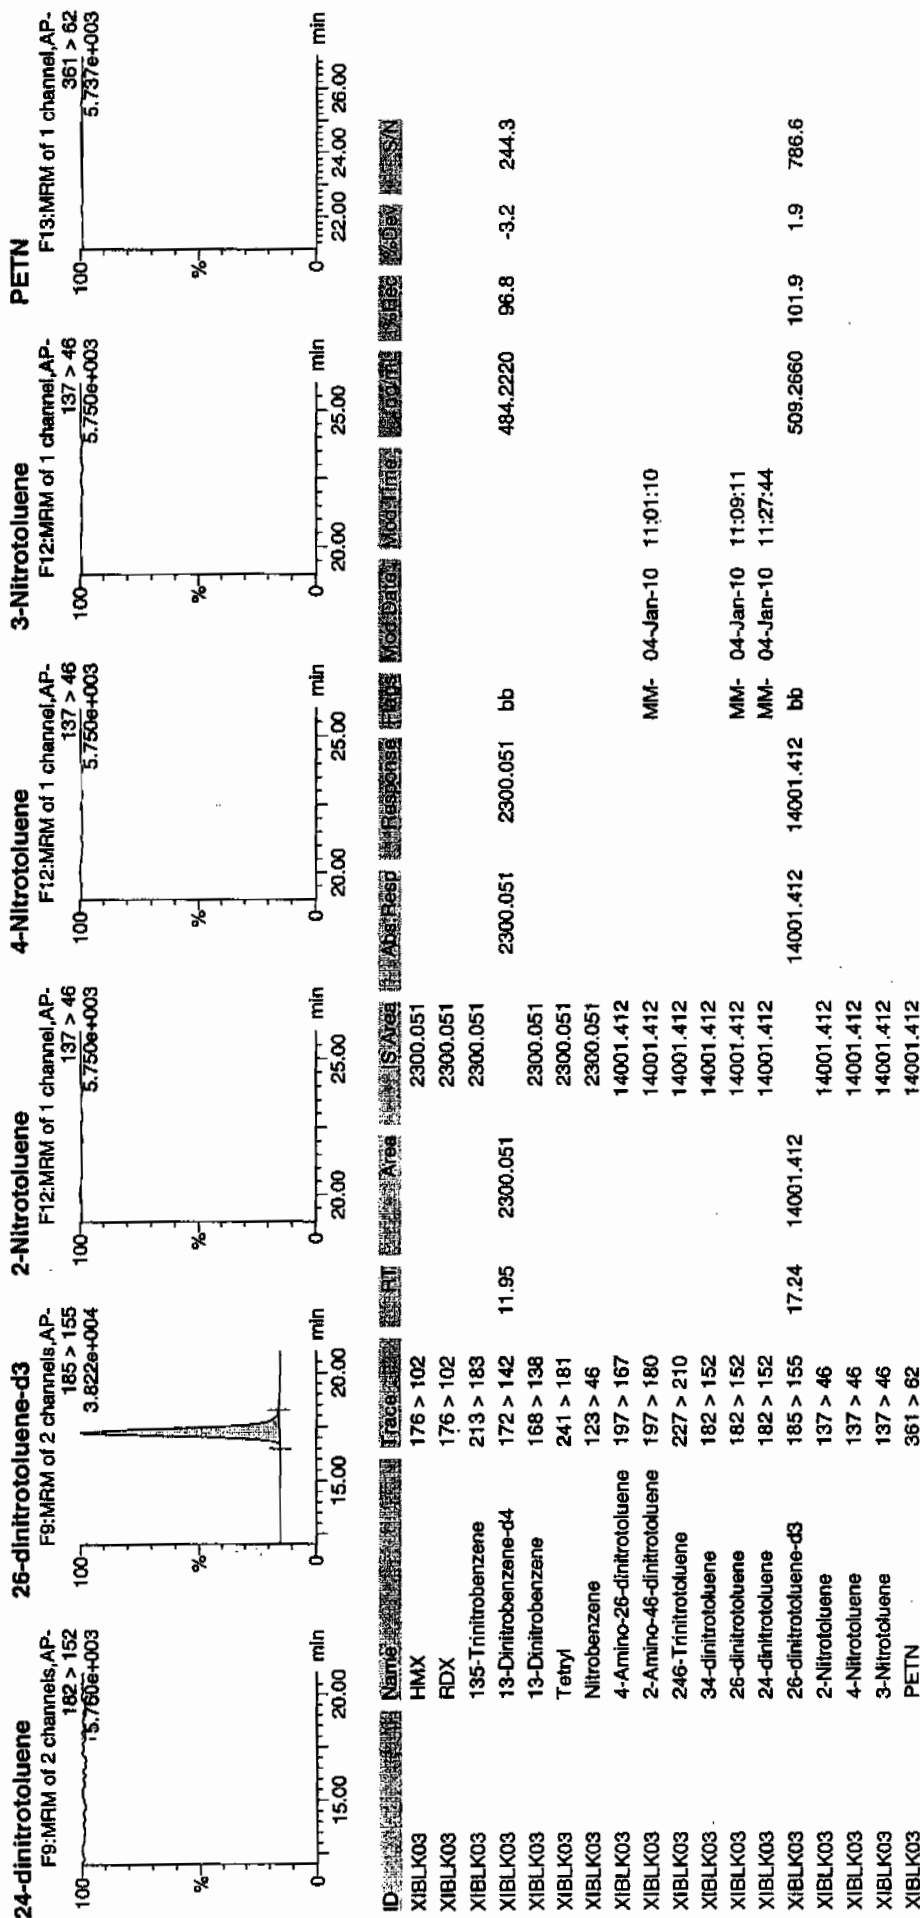 24-dinitrotoluene
F9:MRM of 2 channels,AP-
182 > 152
5.760e+003
100
%
0
15.00 20.00 min
26-dinitrotoluene-d3
F9:MRM of 2 channels,AP-
185 > 155
3.822e+004
100
%
0
15.00 20.00 min
2-Nitrotoluene
F12:MRM of 1 channel,AP-
137 > 46
5.750e+003
100
%
0
20.00 25.00 min
4-Nitrotoluene
F12:MRM of 1 channel,AP-
137 > 46
5.750e+003
100
%
0
20.00 25.00 min
3-Nitrotoluene
F12:MRM of 1 channel,AP-
137 > 46
5.750e+003
100
%
0
20.00 25.00 min
PETN
F13:MRM of 1 channel,AP-
361 > 62
5.737e+003
100
%
0
22.00 24.00 26.00 min
ID Name Trace RT Area IS Area Abs.Resp Response Mod.Date Mod.Time %Rec %Dev S/N
XIBLK03 HMX 176 > 102 2300.051
XIBLK03 RDX 176 > 102 2300.051
XIBLK03 135-Trinitrobenzene 213 > 183 2300.051
XIBLK03 13-Dinitrobenzene-d4 172 > 142 11.95 2300.051 2300.051 2300.051 bb 484.2220 96.8 -3.2 244.3
XIBLK03 13-Dinitrobenzene 168 > 138 2300.051
XIBLK03 Tetryl 241 > 181 2300.051
XIBLK03 Nitrobenzene 123 > 46 2300.051
XIBLK03 4-Amino-26-dinitrotoluene 197 > 167 14001.412
XIBLK03 2-Amino-46-dinitrotoluene 197 > 180 14001.412 MM- 04-Jan-10 11:01:10
XIBLK03 246-Trinitrotoluene 227 > 210 14001.412
XIBLK03 34-dinitrotoluene 182 > 152 14001.412
XIBLK03 26-dinitrotoluene 182 > 152 14001.412 MM- 04-Jan-10 11:09:11
XIBLK03 24-dinitrotoluene 182 > 152 14001.412 MM- 04-Jan-10 11:27:44
XIBLK03 26-dinitrotoluene-d3 185 > 155 17.24 14001.412 14001.412 14001.412 bb 509.2660 101.9 1.9 786.6
XIBLK03 2-Nitrotoluene 137 > 46 14001.412
XIBLK03 4-Nitrotoluene 137 > 46 14001.412
XIBLK03 3-Nitrotoluene 137 > 46 14001.412
XIBLK03 PETN 361 > 62 14001.412